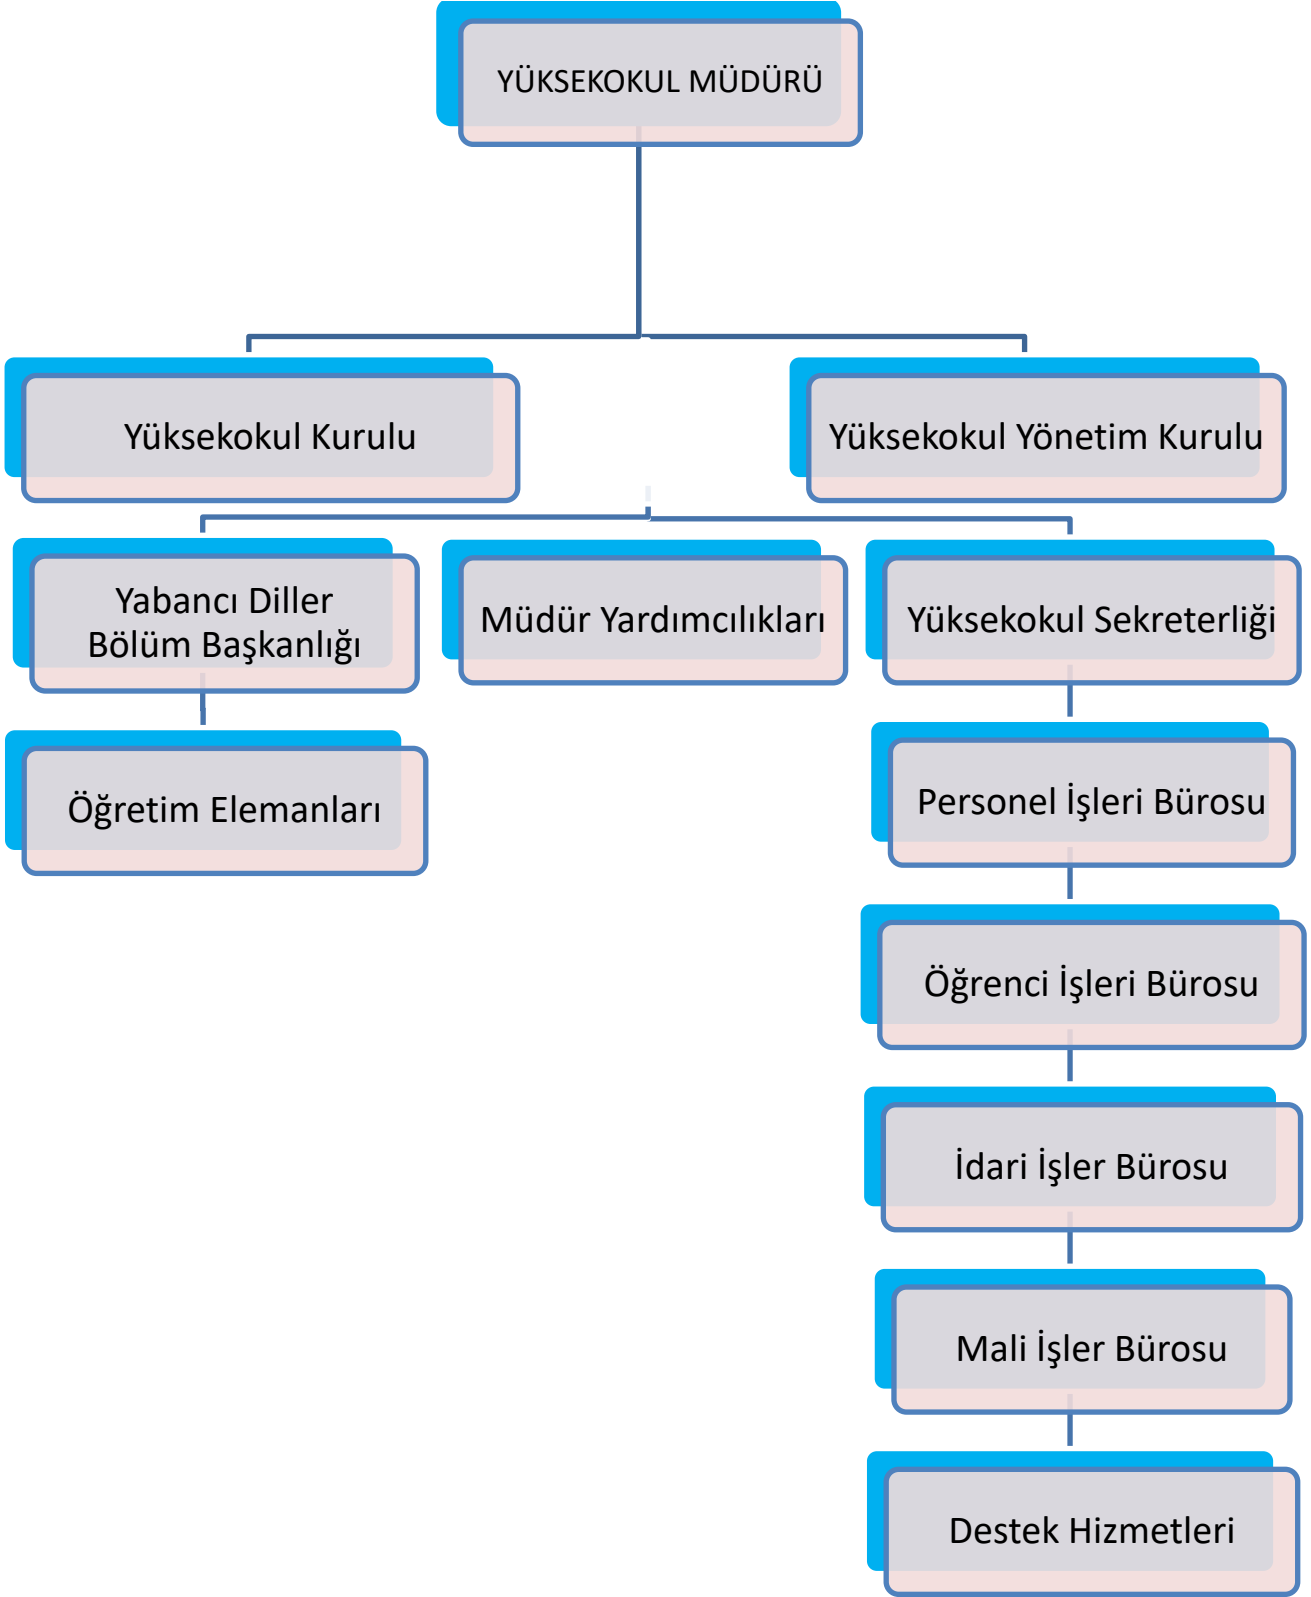 YÜKSEKOKUL MÜDÜRÜ
Yüksekokul Kurulu
Yüksekokul Yönetim Kurulu
Yabancı Diller
Bölüm Başkanlığı
Müdür Yardımcılıkları
Yüksekokul Sekreterliği
Öğretim Elemanları
Personel İşleri Bürosu
Öğrenci İşleri Bürosu
İdari İşler Bürosu
Mali İşler Bürosu
Destek Hizmetleri